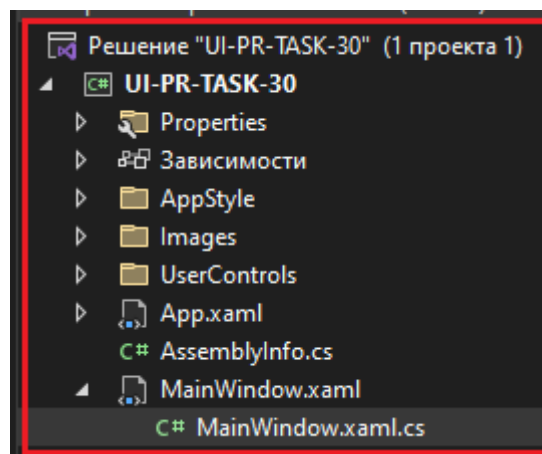 Решение "UI-PR-TASK-30" (1 проекта 1)
C# UI-PR-TASK-30
Properties
Зависимости
AppStyle
Images
UserControls
App.xaml
C# AssemblyInfo.cs
MainWindow.xaml
C# MainWindow.xaml.cs